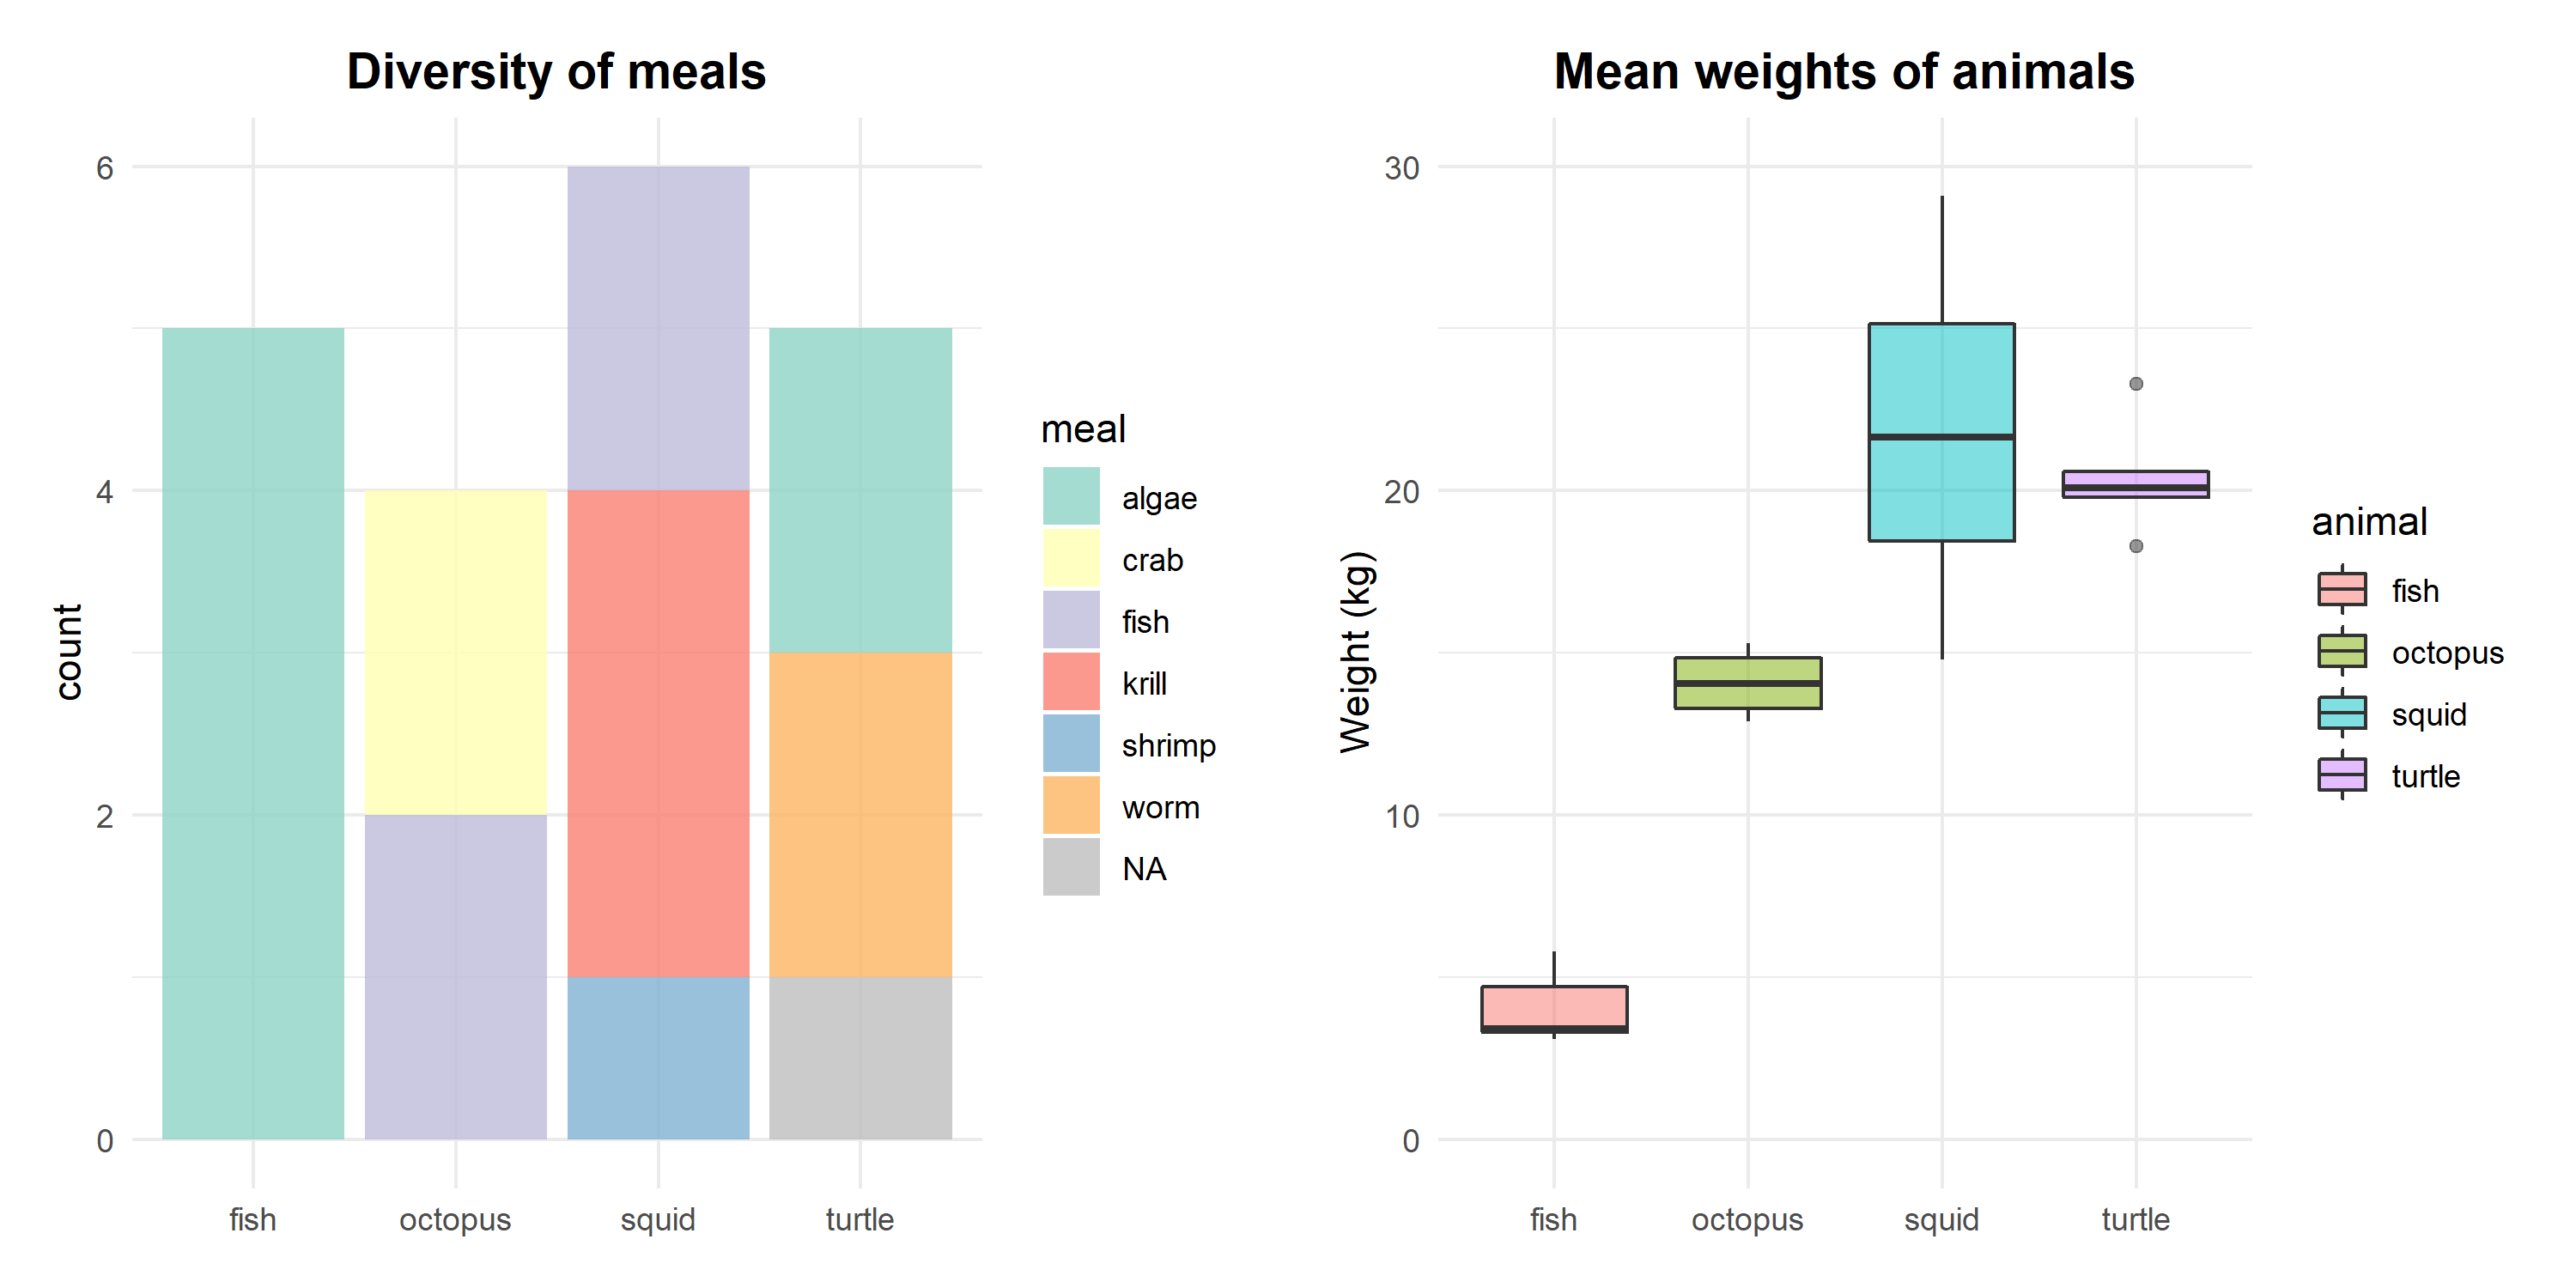 Diversity of meals
count
6
4
2
0
fish
octopus
squid
turtle
meal
algae
crab
fish
krill
shrimp
worm
NA
Mean weights of animals
Weight (kg)
30
20
10
0
fish
octopus
squid
turtle
animal
fish
octopus
squid
turtle